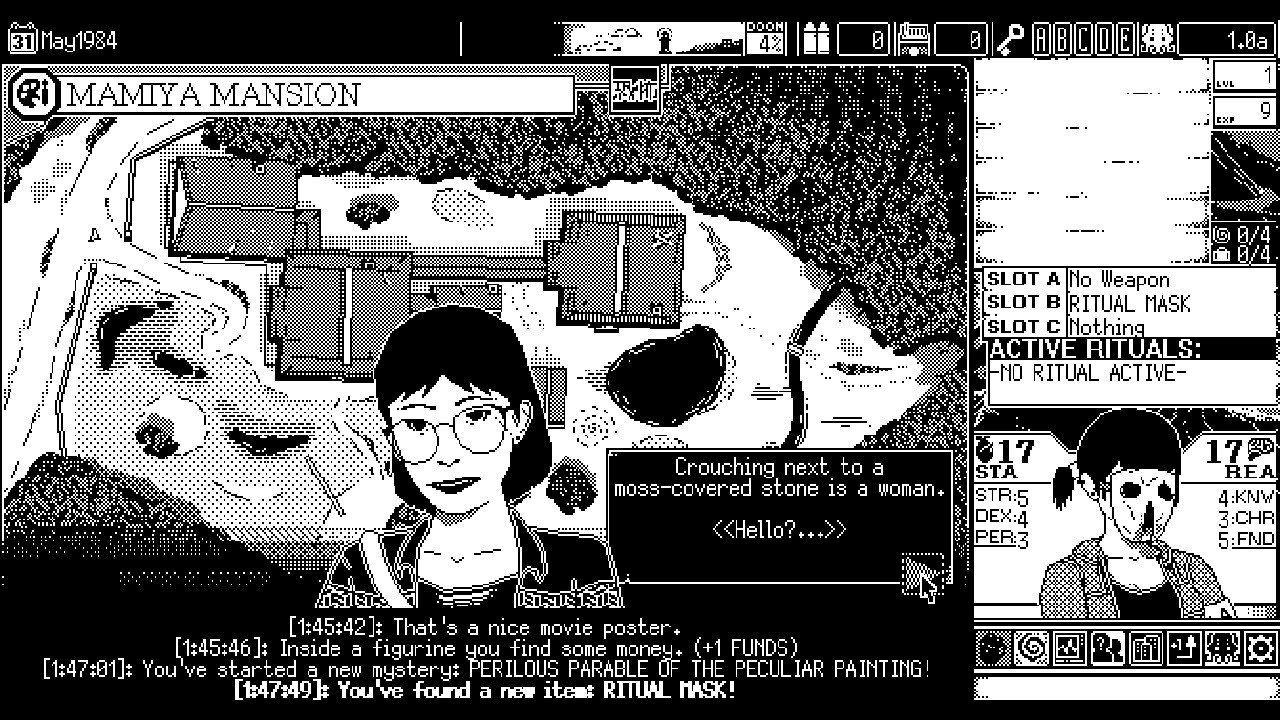 31 May1984
DOOM
4%
0
0
A B C D E
1.0a
MAMIYA MANSION
LVL 1
EXP 9
0/4
0/4
SLOT A No Weapon
SLOT B RITUAL MASK
SLOT C Nothing
ACTIVE RITUALS:
-NO RITUAL ACTIVE-
17 17
STA REA
STR:5 4:KNW
DEX:4 3:CHR
PER:3 5:FND
Crouching next to a
moss-covered stone is a woman.
<<Hello?...>>
[1:45:42]: That's a nice movie poster.
[1:45:46]: Inside a figurine you find some money. (+1 FUNDS)
[1:47:01]: You've started a new mystery: PERILOUS PARABLE OF THE PECULIAR PAINTING!
[1:47:49]: You've found a new item: RITUAL MASK!